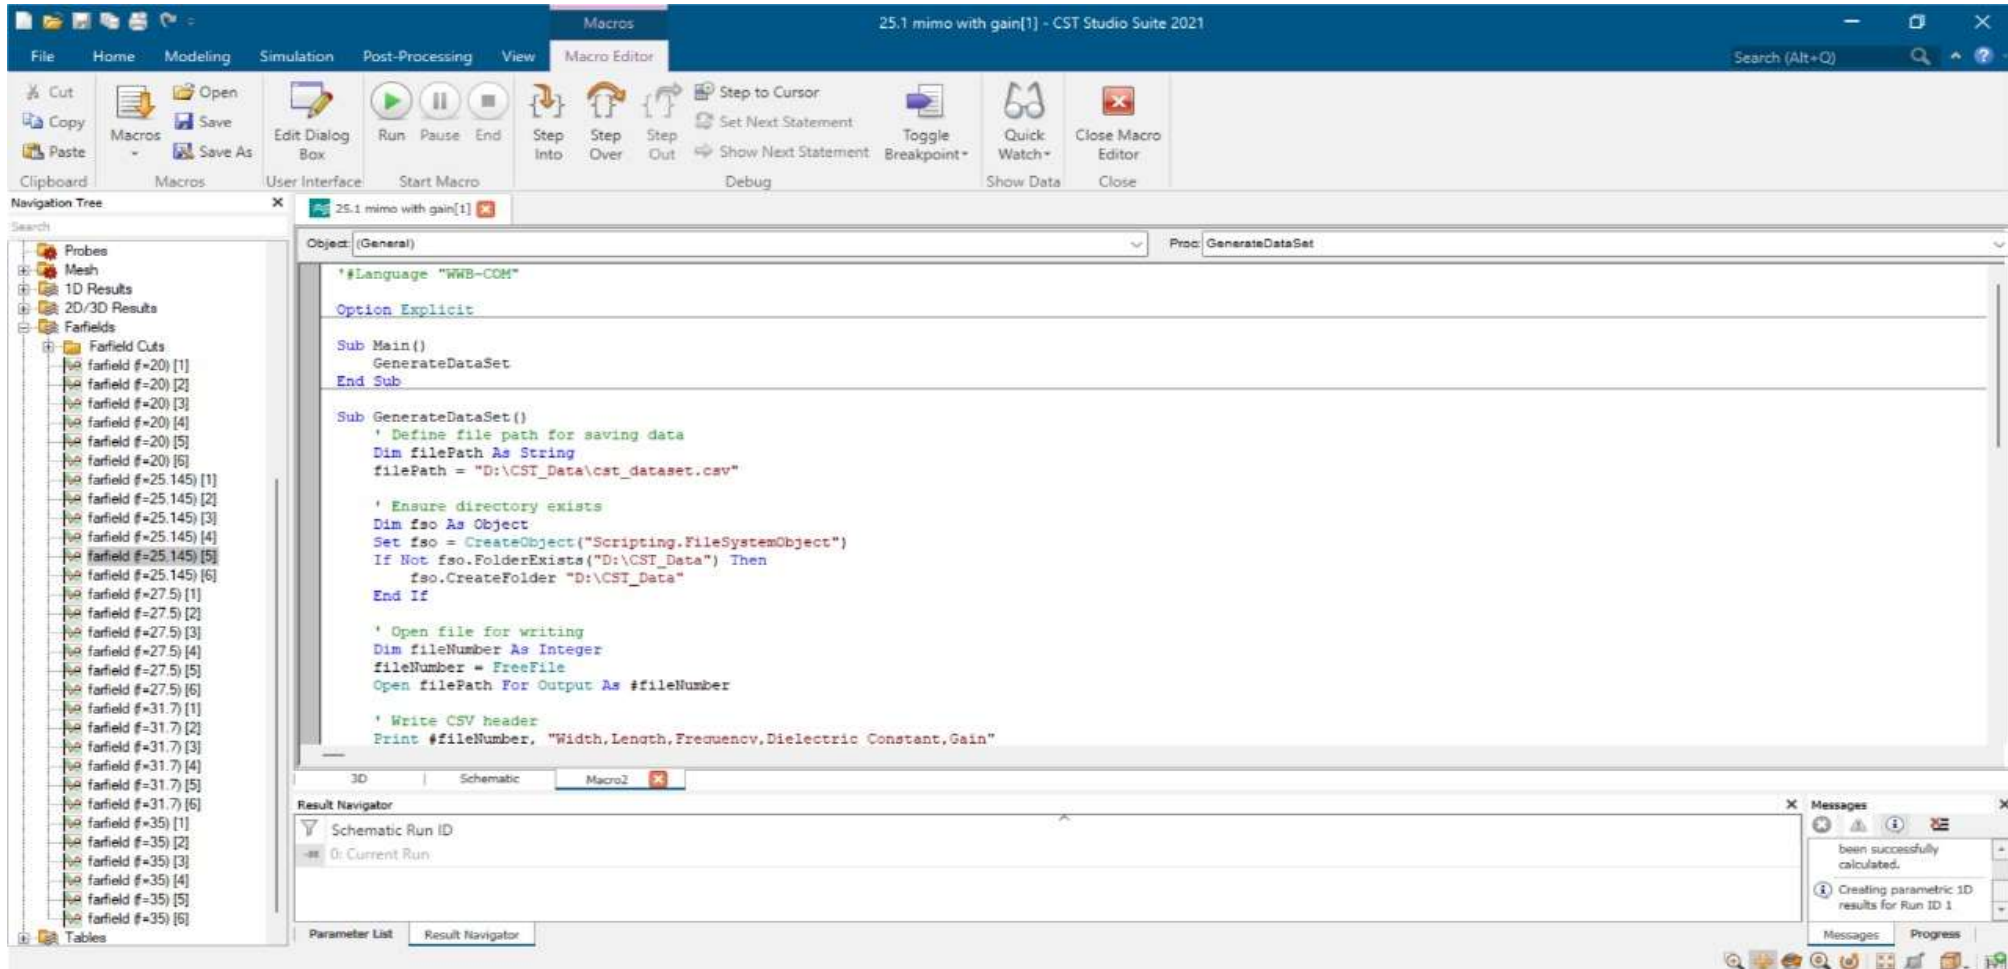 Macros
25.1 mimo with gain[1] - CST Studio Suite 2021
File Home Modeling Simulation Post-Processing View Macro Editor
Search (Alt+Q)
Cut
Copy
Paste
Clipboard
Macros
Open
Save
Save As
Macros
Edit Dialog
Box
User Interface
Run Pause End
Start Macro
Step
Into
Step
Over
Step
Out
Step to Cursor
Set Next Statement
Show Next Statement
Toggle
Breakpoint
Debug
Quick
Watch
Show Data
Close Macro
Editor
Close
Navigation Tree
Search
Probes
Mesh
1D Results
2D/3D Results
Farfields
Farfield Cuts
farfield (f=20) [1]
farfield (f=20) [2]
farfield (f=20) [3]
farfield (f=20) [4]
farfield (f=20) [5]
farfield (f=20) [6]
farfield (f=25.145) [1]
farfield (f=25.145) [2]
farfield (f=25.145) [3]
farfield (f=25.145) [4]
farfield (f=25.145) [5]
farfield (f=25.145) [6]
farfield (f=27.5) [1]
farfield (f=27.5) [2]
farfield (f=27.5) [3]
farfield (f=27.5) [4]
farfield (f=27.5) [5]
farfield (f=27.5) [6]
farfield (f=31.7) [1]
farfield (f=31.7) [2]
farfield (f=31.7) [3]
farfield (f=31.7) [4]
farfield (f=31.7) [5]
farfield (f=31.7) [6]
farfield (f=35) [1]
farfield (f=35) [2]
farfield (f=35) [3]
farfield (f=35) [4]
farfield (f=35) [5]
farfield (f=35) [6]
Tables
25.1 mimo with gain[1]
Object: (General)
Proc: GenerateDataSet
'#Language "WWB-COM"
Option Explicit
Sub Main()
GenerateDataSet
End Sub
Sub GenerateDataSet()
' Define file path for saving data
Dim filePath As String
filePath = "D:\CST_Data\cst_dataset.csv"
' Ensure directory exists
Dim fso As Object
Set fso = CreateObject("Scripting.FileSystemObject")
If Not fso.FolderExists("D:\CST_Data") Then
fso.CreateFolder "D:\CST_Data"
End If
' Open file for writing
Dim fileNumber As Integer
fileNumber = FreeFile
Open filePath For Output As #fileNumber
' Write CSV header
Print #fileNumber, "Width,Length,Frequency,Dielectric Constant,Gain"
3D Schematic Macro2
Result Navigator
Schematic Run ID
0: Current Run
Parameter List Result Navigator
Messages
been successfully
calculated.
Creating parametric 1D
results for Run ID 1
Messages Progress